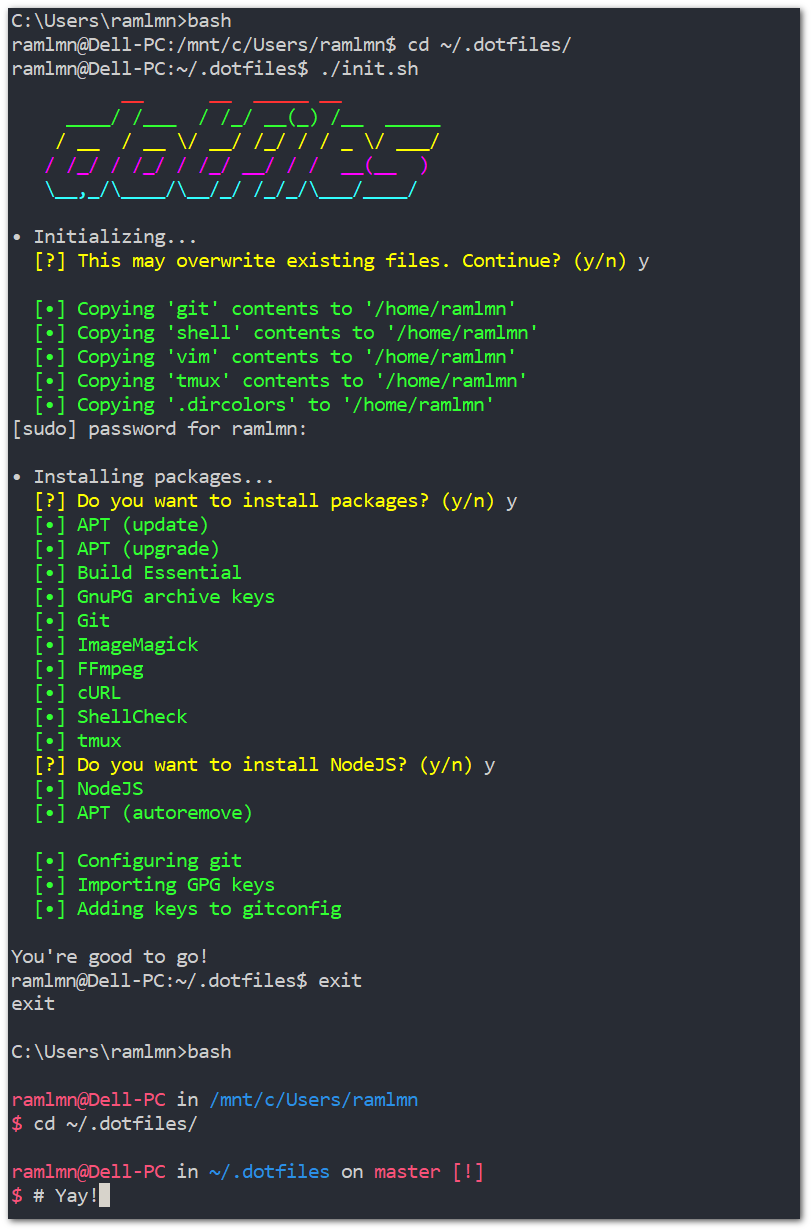 C:\Users\ramlmn>bash
ramlmn@Dell-PC:/mnt/c/Users/ramlmn$ cd ~/.dotfiles/
ramlmn@Dell-PC:~/.dotfiles$ ./init.sh
dotfiles
• Initializing...
[?] This may overwrite existing files. Continue? (y/n) y
[•] Copying 'git' contents to '/home/ramlmn'
[•] Copying 'shell' contents to '/home/ramlmn'
[•] Copying 'vim' contents to '/home/ramlmn'
[•] Copying 'tmux' contents to '/home/ramlmn'
[•] Copying '.dircolors' to '/home/ramlmn'
[sudo] password for ramlmn:
• Installing packages...
[?] Do you want to install packages? (y/n) y
[•] APT (update)
[•] APT (upgrade)
[•] Build Essential
[•] GnuPG archive keys
[•] Git
[•] ImageMagick
[•] FFmpeg
[•] cURL
[•] ShellCheck
[•] tmux
[?] Do you want to install NodeJS? (y/n) y
[•] NodeJS
[•] APT (autoremove)
[•] Configuring git
[•] Importing GPG keys
[•] Adding keys to gitconfig
You're good to go!
ramlmn@Dell-PC:~/.dotfiles$ exit
exit
C:\Users\ramlmn>bash
ramlmn@Dell-PC in /mnt/c/Users/ramlmn
$ cd ~/.dotfiles/
ramlmn@Dell-PC in ~/.dotfiles on master [!]
$ # Yay!